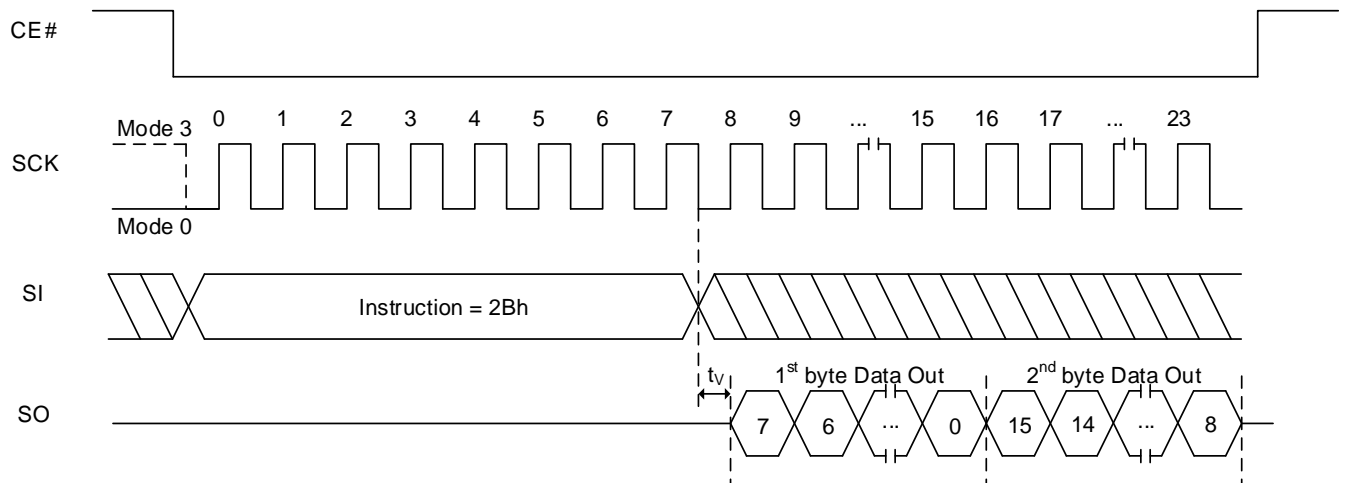 CE#
0 1 2 3 4 5 6 7 8 9 ... 15 16 17 ... 23
Mode 3
SCK
Mode 0
SI
Instruction = 2Bh
tV 1st byte Data Out 2nd byte Data Out
SO
7 6 ... 0 15 14 ... 8